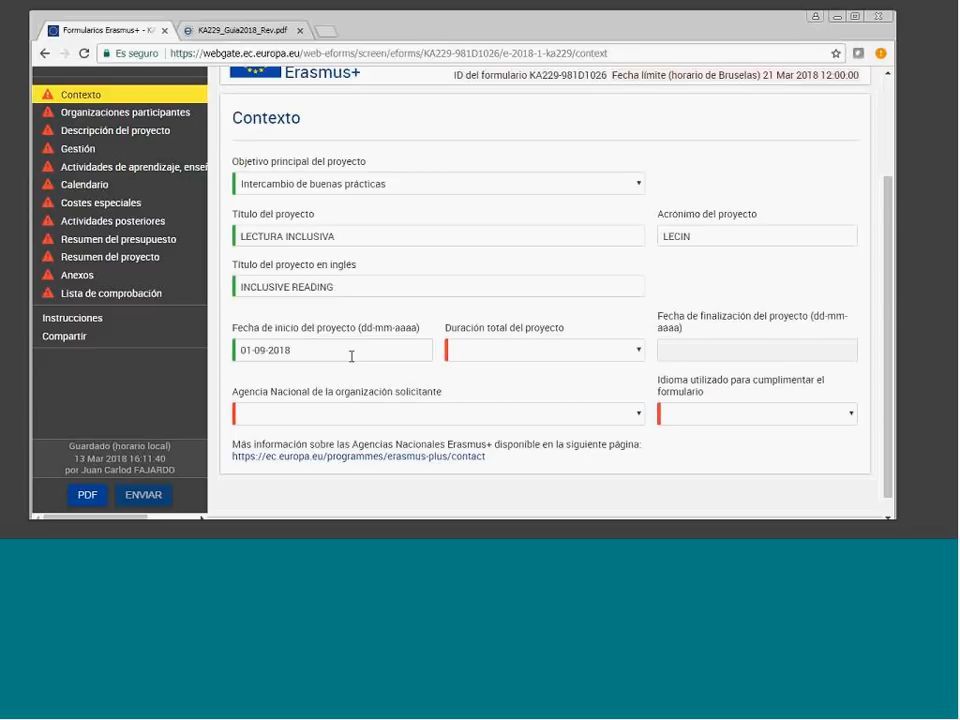 Formularios Erasmus+ - KA
KA229_Guia2018_Rev.pdf
Es seguro
https://webgate.ec.europa.eu/web-eforms/screen/eforms/KA229-981D1026/e-2018-1-ka229/context
Erasmus+
ID del formulario KA229-981D1026 Fecha límite (horario de Bruselas) 21 Mar 2018 12:00:00
Contexto
Organizaciones participantes
Descripción del proyecto
Gestión
Actividades de aprendizaje, enseñ
Calendario
Costes especiales
Actividades posteriores
Resumen del presupuesto
Resumen del proyecto
Anexos
Lista de comprobación
Instrucciones
Compartir
Guardado (horario local)
13 Mar 2018 16:11:40
por Juan Carlod FAJARDO
PDF
ENVIAR
Contexto
Objetivo principal del proyecto
Intercambio de buenas prácticas
Título del proyecto
Acrónimo del proyecto
LECTURA INCLUSIVA
LECIN
Título del proyecto en inglés
INCLUSIVE READING
Fecha de inicio del proyecto (dd-mm-aaaa)
Duración total del proyecto
Fecha de finalización del proyecto (dd-mm-
aaaa)
01-09-2018
Agencia Nacional de la organización solicitante
Idioma utilizado para cumplimentar el
formulario
Más información sobre las Agencias Nacionales Erasmus+ disponible en la siguiente página:
https://ec.europa.eu/programmes/erasmus-plus/contact